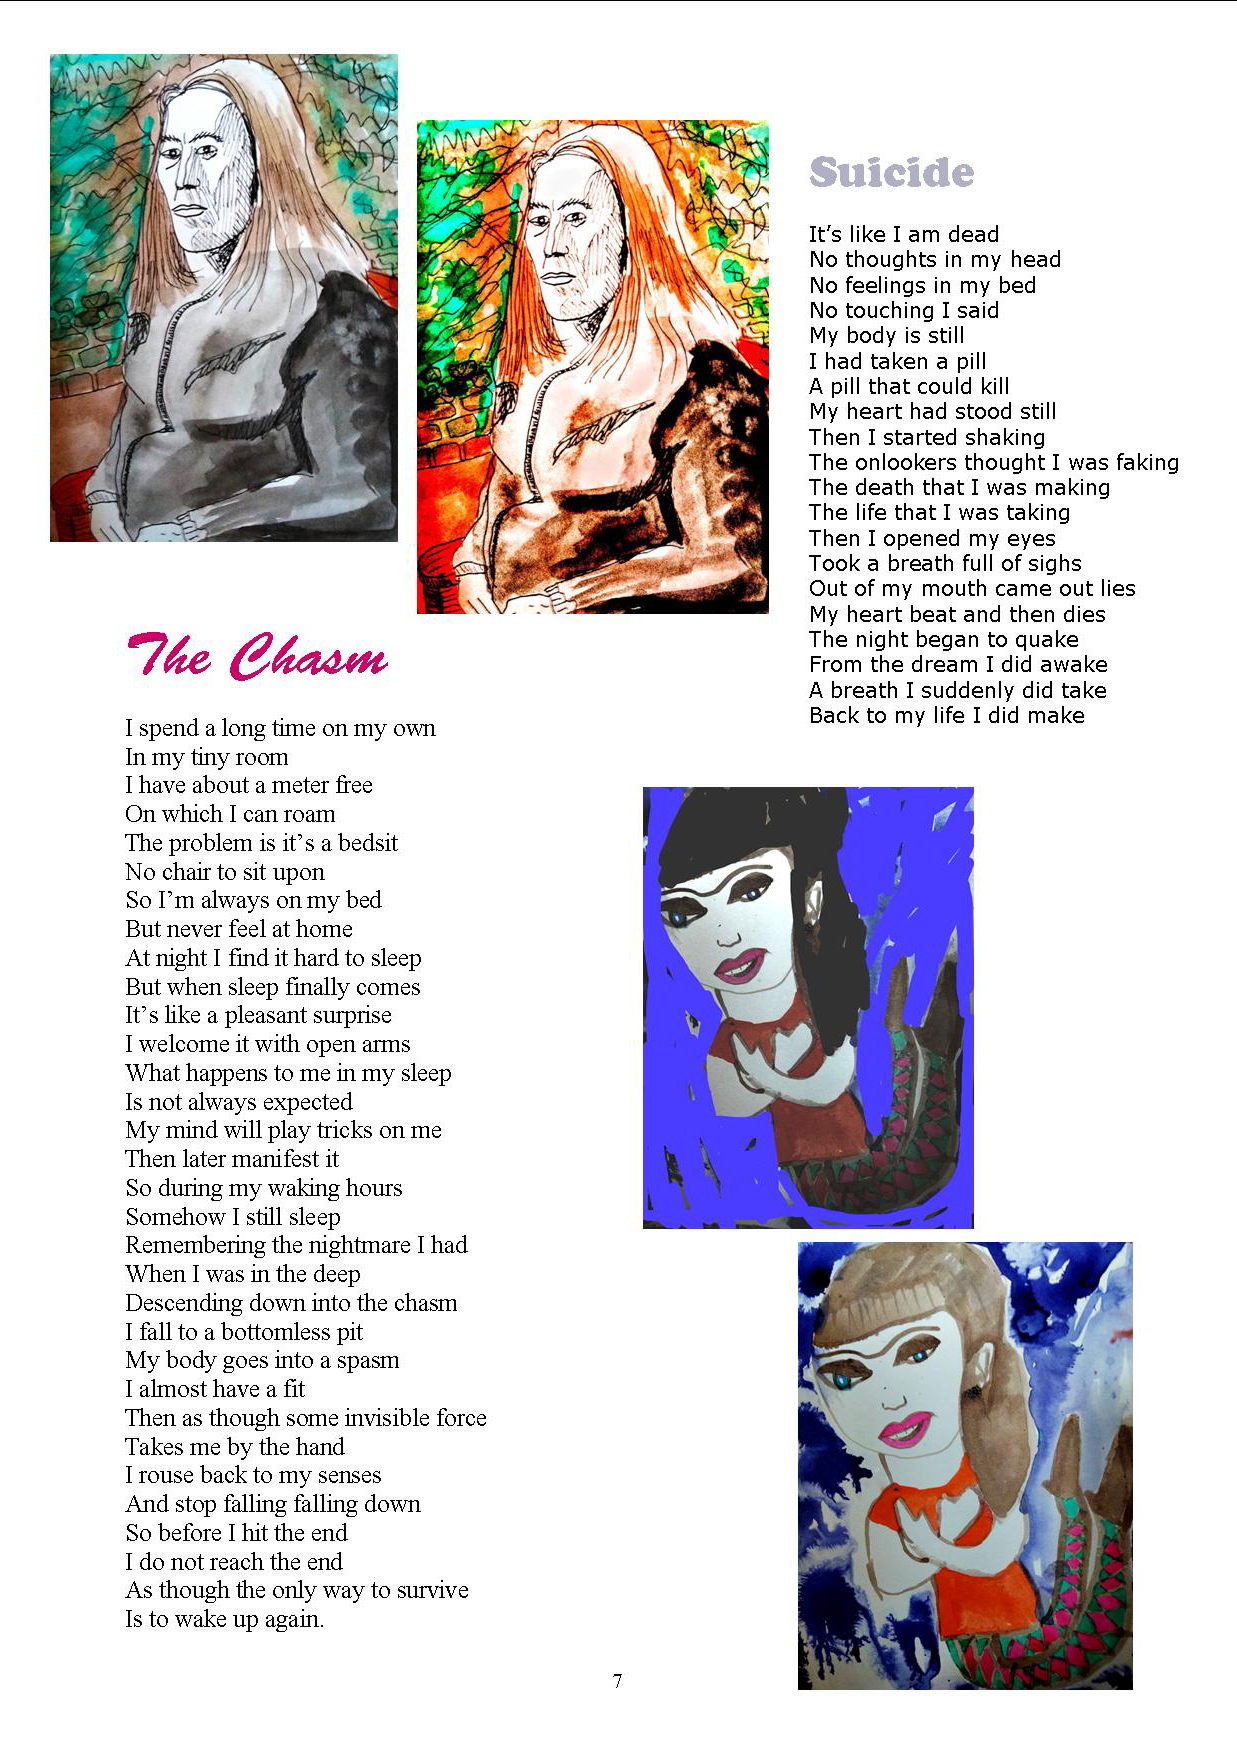 Suicide
It's like I am dead
No thoughts in my head
No feelings in my bed
No touching I said
My body is still
I had taken a pill
A pill that could kill
My heart had stood still
Then I started shaking
The onlookers thought I was faking
The death that I was making
The life that I was taking
Then I opened my eyes
Took a breath full of sighs
Out of my mouth came out lies
My heart beat and then dies
The night began to quake
From the dream I did awake
A breath I suddenly did take
Back to my life I did make
The Chasm
I spend a long time on my own
In my tiny room
I have about a meter free
On which I can roam
The problem is it's a bedsit
No chair to sit upon
So I'm always on my bed
But never feel at home
At night I find it hard to sleep
But when sleep finally comes
It's like a pleasant surprise
I welcome it with open arms
What happens to me in my sleep
Is not always expected
My mind will play tricks on me
Then later manifest it
So during my waking hours
Somehow I still sleep
Remembering the nightmare I had
When I was in the deep
Descending down into the chasm
I fall to a bottomless pit
My body goes into a spasm
I almost have a fit
Then as though some invisible force
Takes me by the hand
I rouse back to my senses
And stop falling falling down
So before I hit the end
I do not reach the end
As though the only way to survive
Is to wake up again.
7